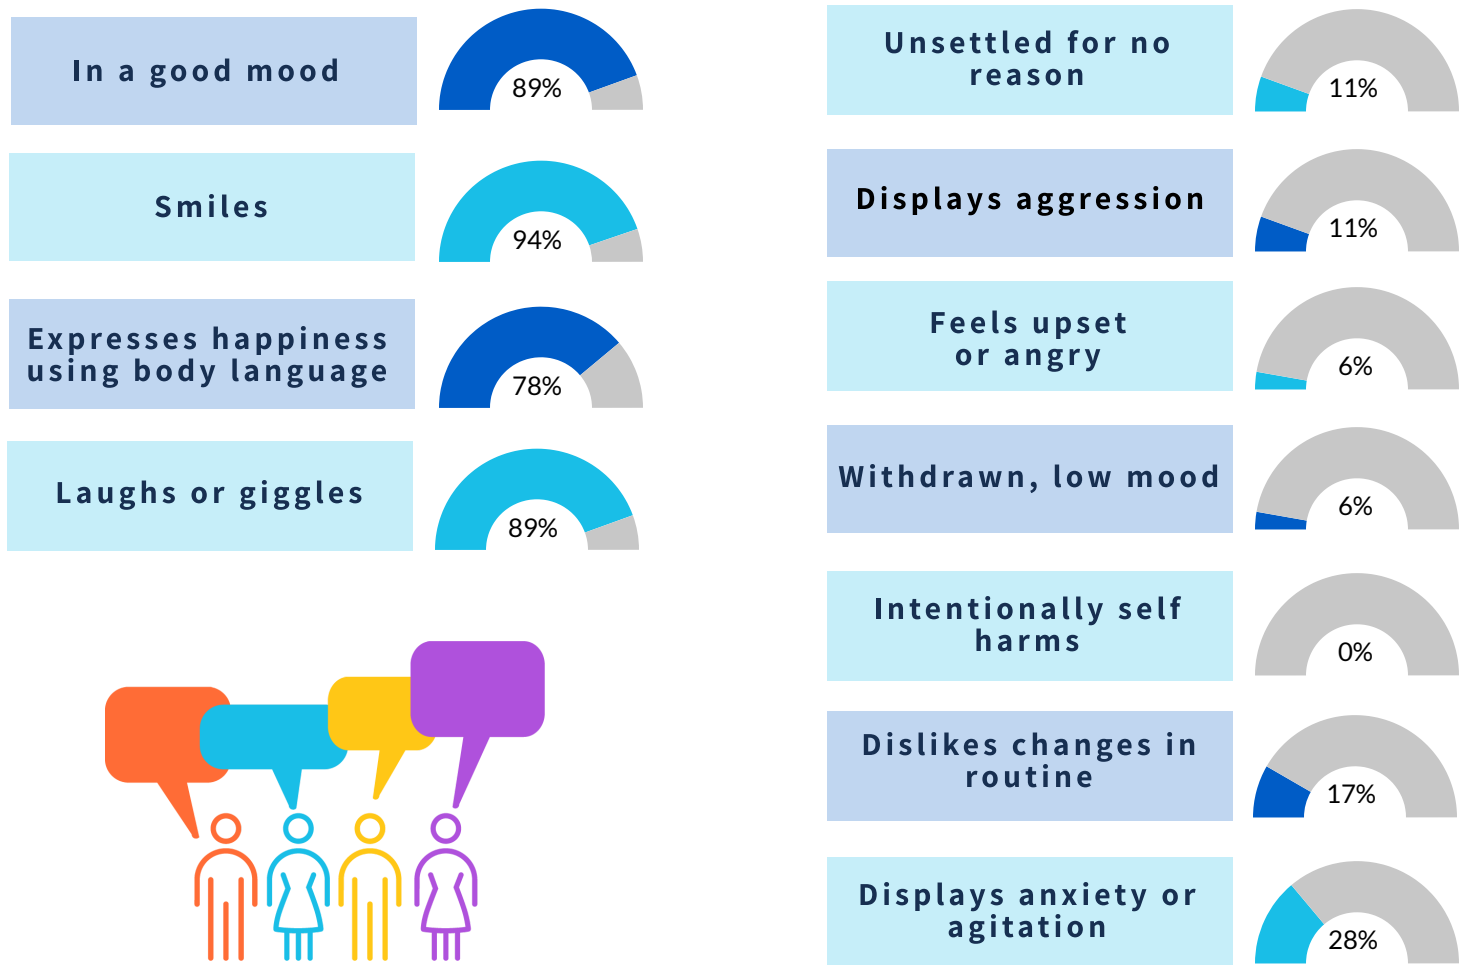 In a good mood
89%
Smiles
94%
Expresses happiness
using body language
78%
Laughs or giggles
89%
Unsettled for no
reason
11%
Displays aggression
11%
Feels upset
or angry
6%
Withdrawn, low mood
6%
Intentionally self
harms
0%
Dislikes changes in
routine
17%
Displays anxiety or
agitation
28%